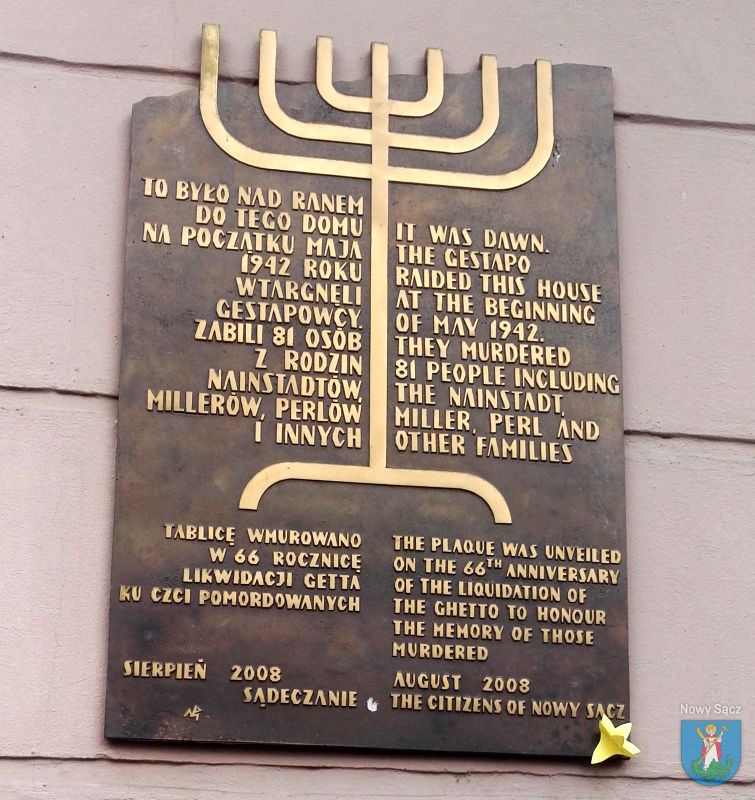 TO BYŁO NAD RANEM
DO TEGO DOMU
NA POCZĄTKU MAJA
1942 ROKU
WTARGNĘLI
GESTAPOWCY.
ZABILI 81 OSÓB
Z RODZIN
NAINSTADTÓW,
MILLERÓW, PERLÓW
I INNYCH
IT WAS DAWN.
THE GESTAPO
RAIDED THIS HOUSE
AT THE BEGINNING
OF MAY 1942.
THEY MURDERED
81 PEOPLE INCLUDING
THE NAINSTADT,
MILLER, PERL AND
OTHER FAMILIES
TABLICĘ WMUROWANO
W 66 ROCZNICĘ
LIKWIDACJI GETTA
KU CZCI POMORDOWANYCH
SIERPIEŃ 2008
SĄDECZANIE
THE PLAQUE WAS UNVEILED
ON THE 66TH ANNIVERSARY
OF THE LIQUIDATION OF
THE GHETTO TO HONOUR
THE MEMORY OF THOSE
MURDERED
AUGUST 2008
THE CITIZENS OF NOWY SĄCZ
Nowy Sącz